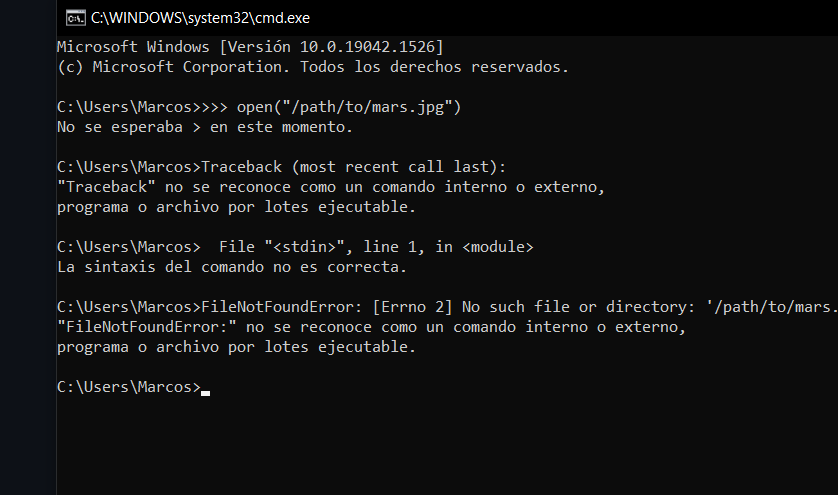 C:\WINDOWS\system32\cmd.exe
Microsoft Windows [Versión 10.0.19042.1526]
(c) Microsoft Corporation. Todos los derechos reservados.
C:\Users\Marcos>>>> open("/path/to/mars.jpg")
No se esperaba > en este momento.
C:\Users\Marcos>Traceback (most recent call last):
"Traceback" no se reconoce como un comando interno o externo,
programa o archivo por lotes ejecutable.
C:\Users\Marcos>  File "<stdin>", line 1, in <module>
La sintaxis del comando no es correcta.
C:\Users\Marcos>FileNotFoundError: [Errno 2] No such file or directory: '/path/to/mars.
"FileNotFoundError:" no se reconoce como un comando interno o externo,
programa o archivo por lotes ejecutable.
C:\Users\Marcos>